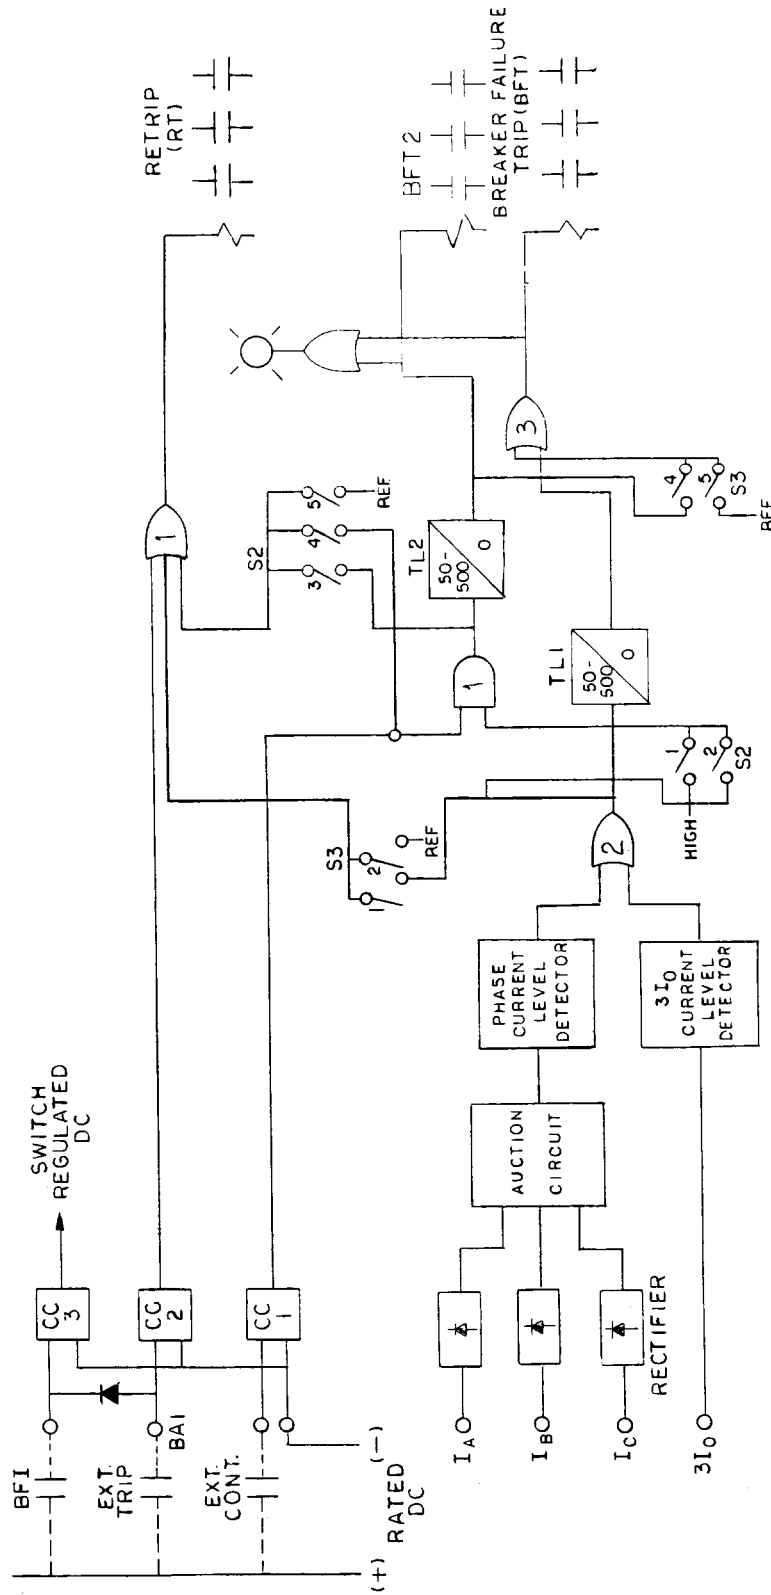 BFI
EXT.
TRIP
EXT.
CONT.
(+)
RATED
DC
(-)
BA1
CC
3
CC
2
CC
1
SWITCH
REGULATED
DC
IA
IB
IC
3I0
RECTIFIER
AUCTION
CIRCUIT
PHASE
CURRENT
LEVEL
DETECTOR
3I0
CURRENT
LEVEL
DETECTOR
S3
1
2
REF
2
HIGH
1
2
S2
1
TL1
50-
500
0
TL2
50-
500
0
S2
3
4
5
REF
1
4
5
S3
REF
3
RETRIP
(RT)
BFT2
BREAKER FAILURE
TRIP (BFT)